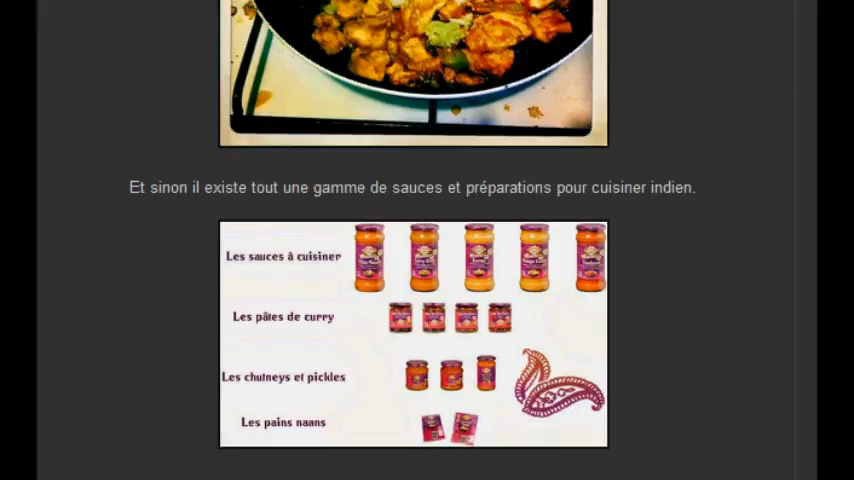 Et sinon il existe tout une gamme de sauces et préparations pour cuisiner indien.
Les sauces à cuisiner
Les pâtes de curry
Les chutneys et pickles
Les pains naans